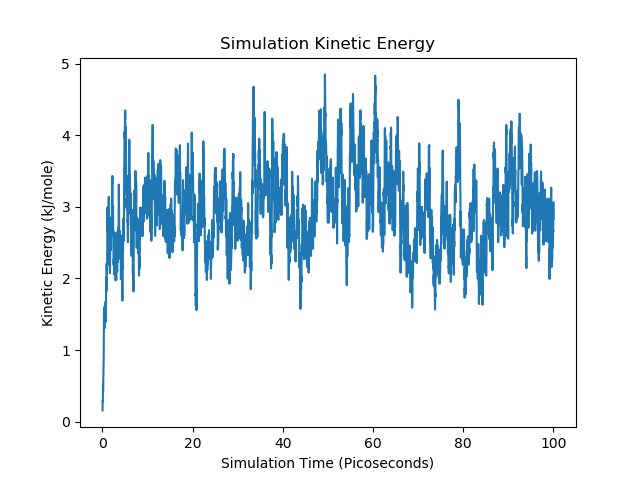 Simulation Kinetic Energy
Kinetic Energy (kJ/mole)
5
4
3
2
1
0
0 20 40 60 80 100
Simulation Time (Picoseconds)